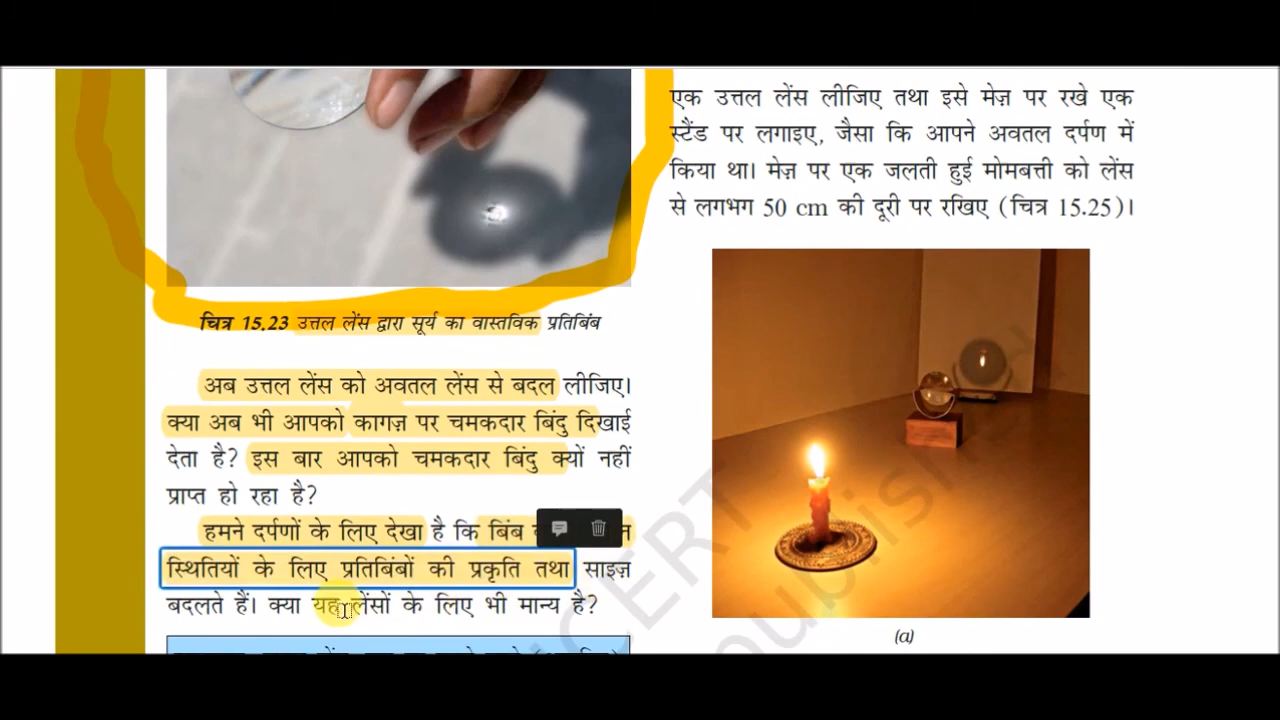 चित्र 15.23 उत्तल लेंस द्वारा सूर्य का वास्तविक प्रतिबिंब
अब उत्तल लेंस को अवतल लेंस से बदल लीजिए।
क्या अब भी आपको कागज़ पर चमकदार बिंदु दिखाई
देता है? इस बार आपको चमकदार बिंदु क्यों नहीं
प्राप्त हो रहा है?
हमने दर्पणों के लिए देखा है कि बिंब
स्थितियों के लिए प्रतिबिंबों की प्रकृति तथा साइज़
बदलते हैं। क्या यह लेंसों के लिए भी मान्य है?
एक उत्तल लेंस लीजिए तथा इसे मेज़ पर रखे एक
स्टैंड पर लगाइए, जैसा कि आपने अवतल दर्पण में
किया था। मेज़ पर एक जलती हुई मोमबत्ती को लेंस
से लगभग 50 cm की दूरी पर रखिए (चित्र 15.25)।
(a)